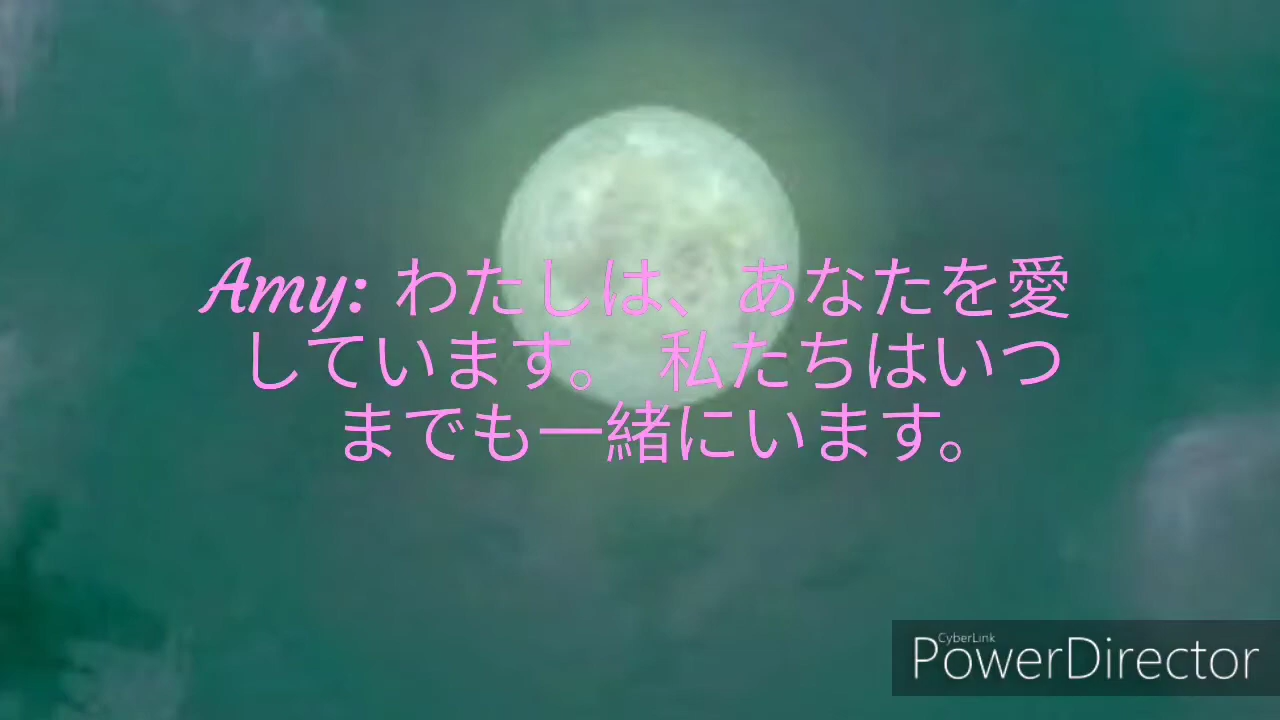 Amy: わたしは、あなたを愛
しています。 私たちはいつ
までも一緒にいます。
CyberLink
PowerDirector